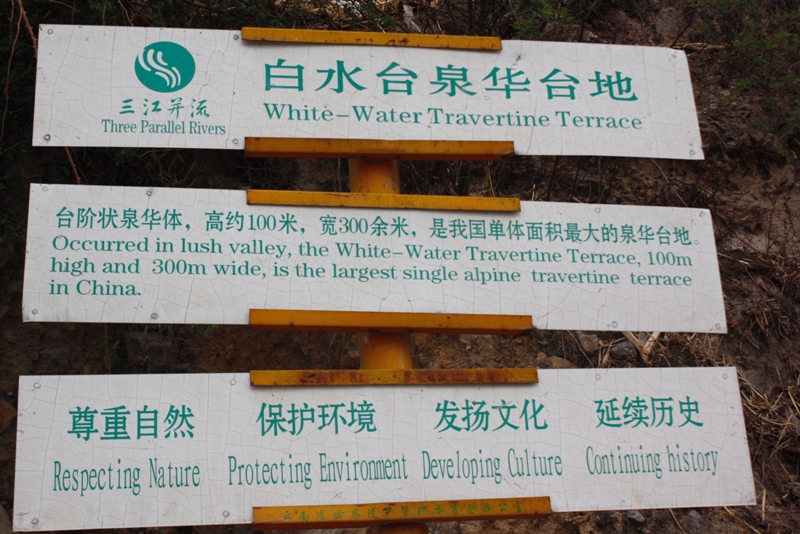 三江并流
Three Parallel Rivers
白水台泉华台地
White-Water Travertine Terrace
台阶状泉华体，高约100米，宽300余米，是我国单体面积最大的泉华台地。
Occurred in lush valley, the White-Water Travertine Terrace, 100m
high and 300m wide, is the largest single alpine travertine terrace
in China.
尊重自然 保护环境 发扬文化 延续历史
Respecting Nature Protecting Environment Developing Culture Continuing history